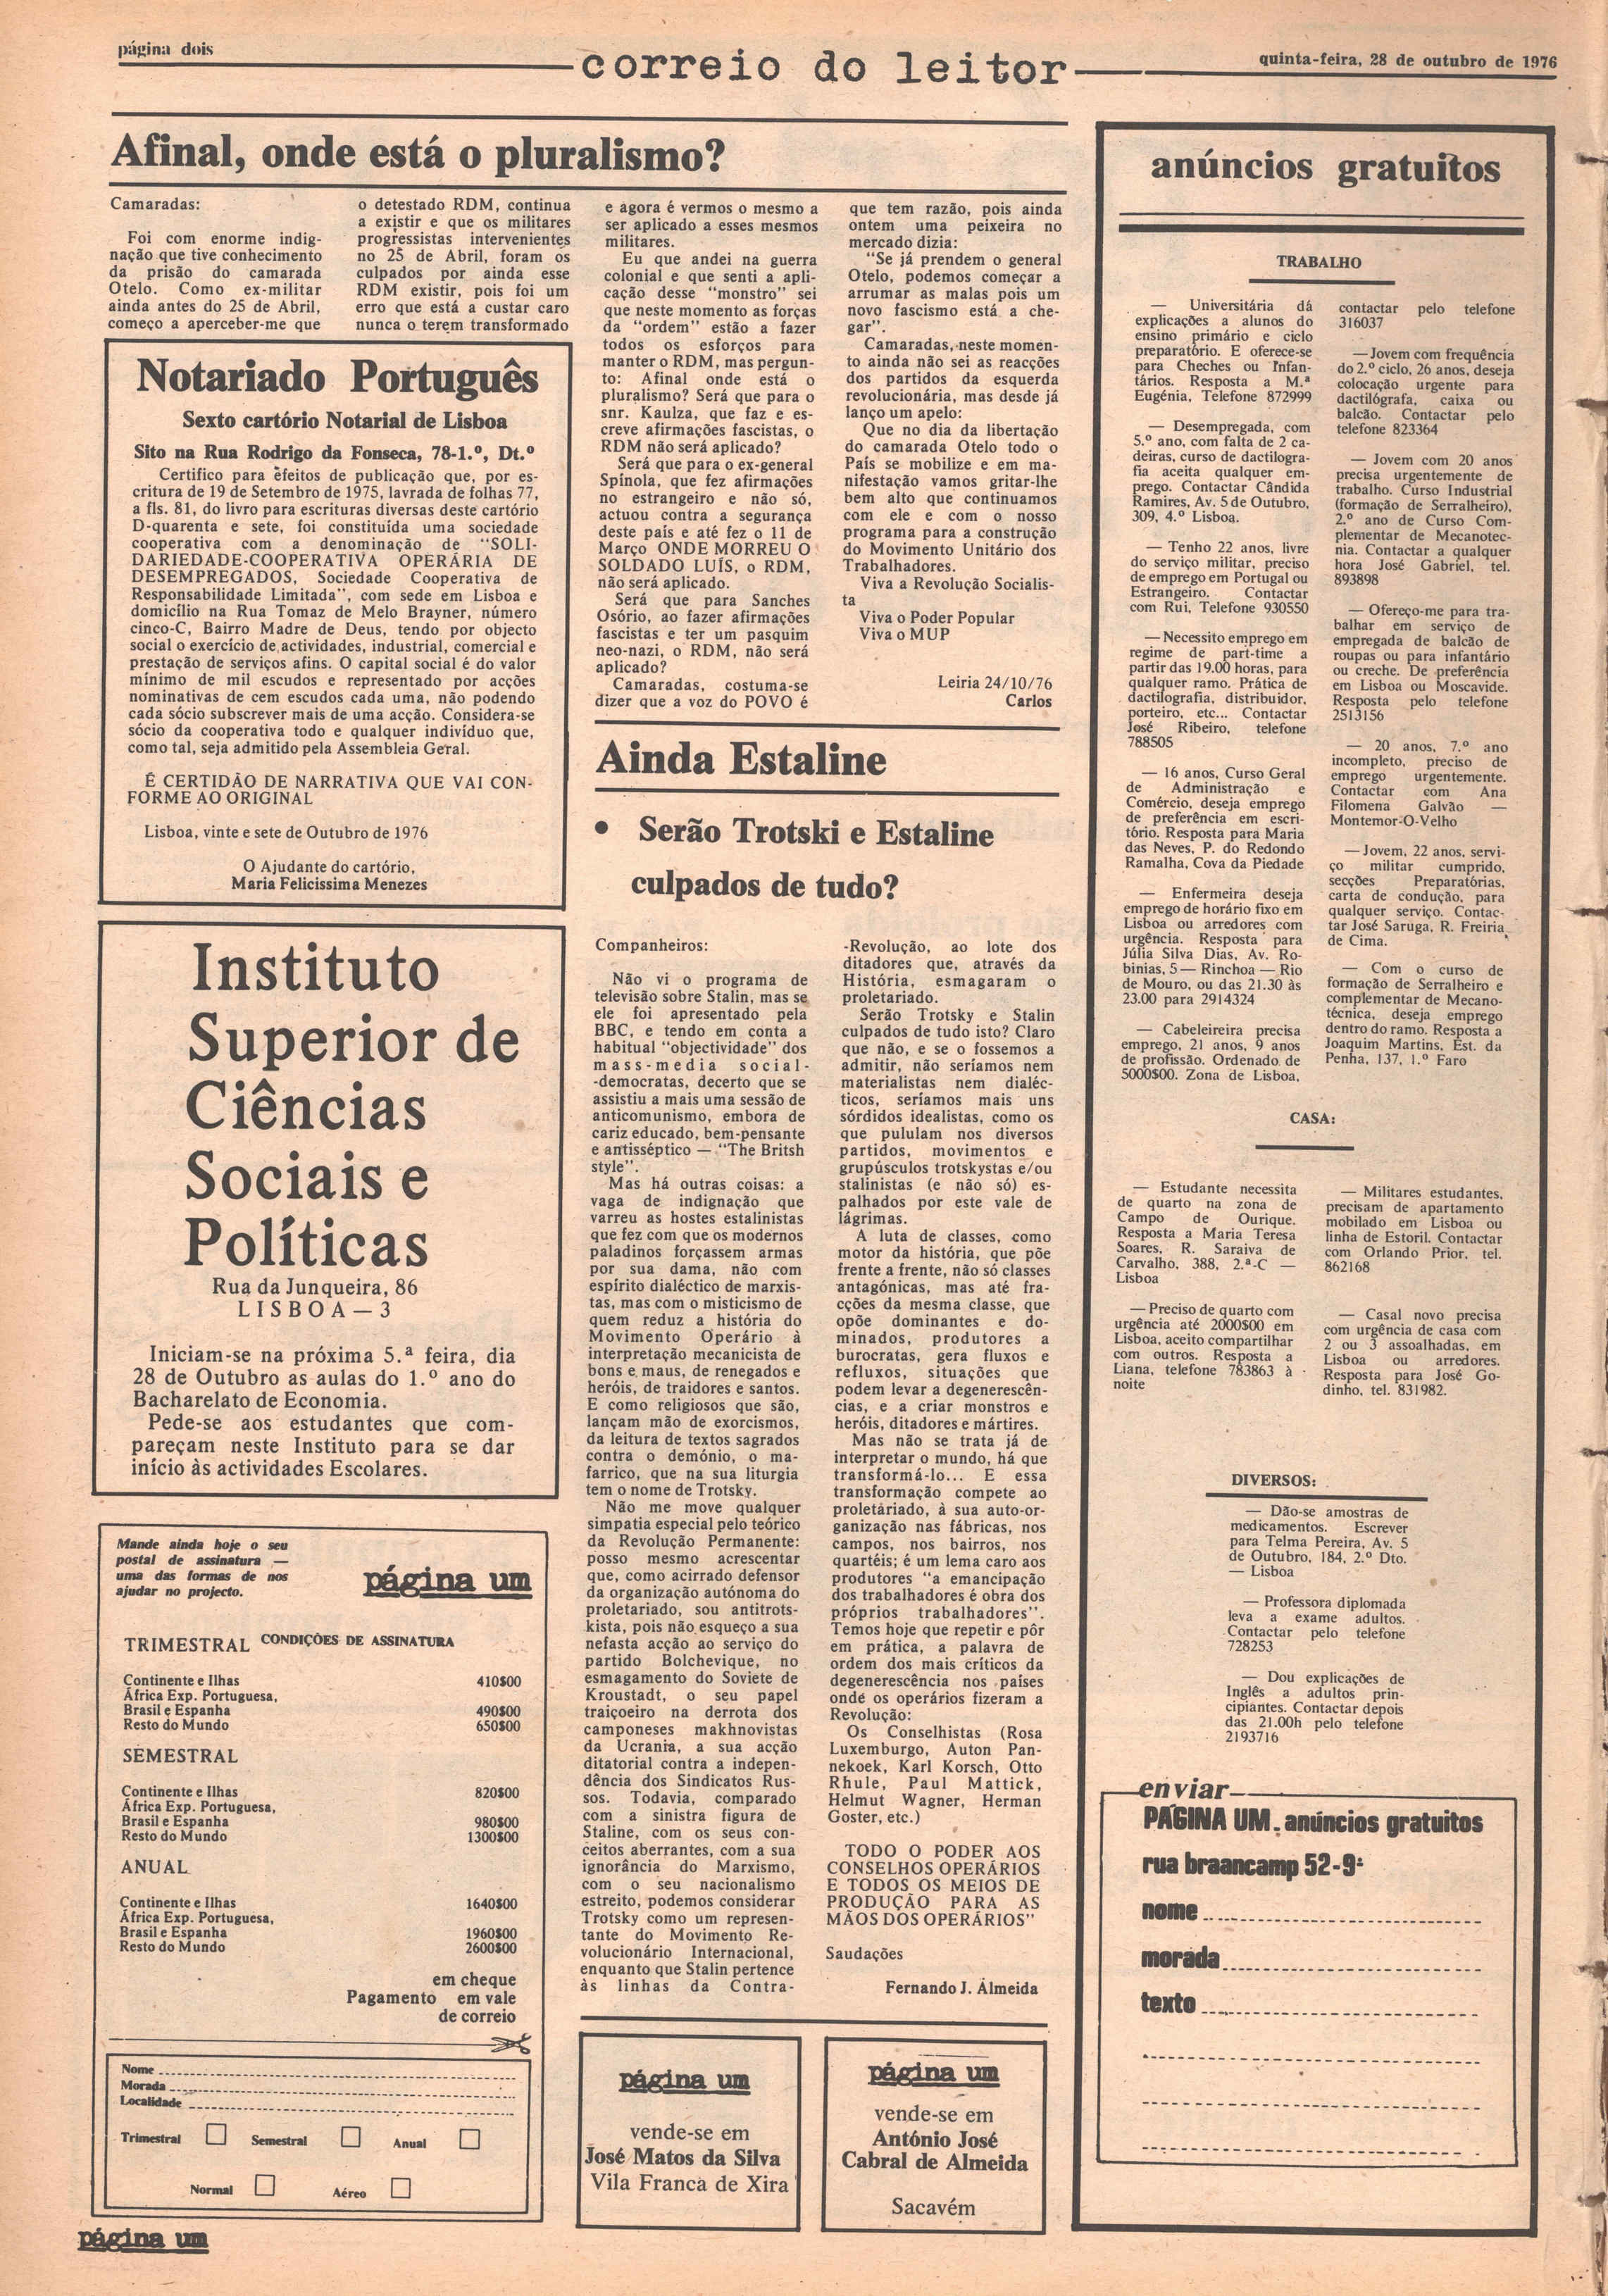 página dois
correio do leitor
quinta-feira, 28 de outubro de 1976
Afinal, onde está o pluralismo?
Camaradas:
Foi com enorme indig-
nação que tive conhecimento
da prisão do camarada
Otelo. Como ex-militar
ainda antes do 25 de Abril,
começo a aperceber-me que
o detestado RDM, continua
a existir e que os militares
progressistas intervenientes
no 25 de Abril, foram os
culpados por ainda esse
RDM existir, pois foi um
erro que está a custar caro
nunca o terem transformado
e agora é vermos o mesmo a
ser aplicado a esses mesmos
militares.
Eu que andei na guerra
colonial e que senti a apli-
cação desse "monstro" sei
que neste momento as forças
da "ordem" estão a fazer
todos os esforços para
manter o RDM, mas pergun-
to: Afinal onde está o
pluralismo? Será que para o
snr. Kaulza, que faz e es-
creve afirmações fascistas, o
RDM não será aplicado?
Será que para o ex-general
Spínola, que fez afirmações
no estrangeiro e não só,
actuou contra a segurança
deste país e até fez o 11 de
Março ONDE MORREU O
SOLDADO LUÍS, o RDM,
não será aplicado.
Será que para Sanches
Osório, ao fazer afirmações
fascistas e ter um pasquim
neo-nazi, o RDM, não será
aplicado?
Camaradas, costuma-se
dizer que a voz do POVO é
que tem razão, pois ainda
ontem uma peixeira no
mercado dizia:
"Se já prendem o general
Otelo, podemos começar a
arrumar as malas pois um
novo fascismo está a che-
gar".
Camaradas, neste momen-
to ainda não sei as reacções
dos partidos da esquerda
revolucionária, mas desde já
lanço um apelo:
Que no dia da libertação
do camarada Otelo todo o
País se mobilize e em ma-
nifestação vamos gritar-lhe
bem alto que continuamos
com ele e com o nosso
programa para a construção
do Movimento Unitário dos
Trabalhadores.
Viva a Revolução Socialis-
ta
Viva o Poder Popular
Viva o MUP
Leiria 24/10/76
Carlos
Notariado Português
Sexto cartório Notarial de Lisboa
Sito na Rua Rodrigo da Fonseca, 78-1.º, Dt.º
Certifico para efeitos de publicação que, por es-
critura de 19 de Setembro de 1975, lavrada de folhas 77,
a fls. 81, do livro para escrituras diversas deste cartório
D-quarenta e sete, foi constituída uma sociedade
cooperativa com a denominação de "SOLI-
DARIEDADE-COOPERATIVA OPERÁRIA DE
DESEMPREGADOS, Sociedade Cooperativa de
Responsabilidade Limitada", com sede em Lisboa e
domicílio na Rua Tomaz de Melo Brayner, número
cinco-C, Bairro Madre de Deus, tendo por objecto
social o exercício de actividades, industrial, comercial e
prestação de serviços afins. O capital social é do valor
mínimo de mil escudos e representado por acções
nominativas de cem escudos cada uma, não podendo
cada sócio subscrever mais de uma acção. Considera-se
sócio da cooperativa todo e qualquer indivíduo que,
como tal, seja admitido pela Assembleia Geral.
É CERTIDÃO DE NARRATIVA QUE VAI CON-
FORME AO ORIGINAL
Lisboa, vinte e sete de Outubro de 1976
O Ajudante do cartório,
Maria Felicissima Menezes
Instituto
Superior de
Ciências
Sociais e
Políticas
Rua da Junqueira, 86
LISBOA — 3
Iniciam-se na próxima 5.ª feira, dia
28 de Outubro as aulas do 1.º ano do
Bacharelato de Economia.
Pede-se aos estudantes que com-
pareçam neste Instituto para se dar
início às actividades Escolares.
Mande ainda hoje o seu
postal de assinatura —
uma das formas de nos
ajudar no projecto.
página um
TRIMESTRAL CONDIÇÕES DE ASSINATURA
Continente e Ilhas 410$00
África Exp. Portuguesa,
Brasil e Espanha 490$00
Resto do Mundo 650$00
SEMESTRAL
Continente e Ilhas 820$00
África Exp. Portuguesa,
Brasil e Espanha 980$00
Resto do Mundo 1300$00
ANUAL
Continente e Ilhas 1640$00
África Exp. Portuguesa,
Brasil e Espanha 1960$00
Resto do Mundo 2600$00
em cheque
Pagamento em vale
de correio
Nome
Morada
Localidade
Trimestral Semestral Anual
Normal Aéreo
página um
Ainda Estaline
• Serão Trotski e Estaline
culpados de tudo?
Companheiros:
Não vi o programa de
televisão sobre Stalin, mas se
ele foi apresentado pela
BBC, e tendo em conta a
habitual "objectividade" dos
mass-media social-
-democratas, decerto que se
assistiu a mais uma sessão de
anticomunismo, embora de
cariz educado, bem-pensante
e antisséptico — "The Britsh
style".
Mas há outras coisas: a
vaga de indignação que
varreu as hostes estalinistas
que fez com que os modernos
paladinos forçassem armas
por sua dama, não com
espírito dialéctico de marxis-
tas, mas com o misticismo de
quem reduz a história do
Movimento Operário à
interpretação mecanicista de
bons e maus, de renegados e
heróis, de traidores e santos.
E como religiosos que são,
lançam mão de exorcismos,
da leitura de textos sagrados
contra o demónio, o ma-
farrico, que na sua liturgia
tem o nome de Trotsky.
Não me move qualquer
simpatia especial pelo teórico
da Revolução Permanente:
posso mesmo acrescentar
que, como acirrado defensor
da organização autónoma do
proletariado, sou antitrots-
kista, pois não esqueço a sua
nefasta acção ao serviço do
partido Bolchevique, no
esmagamento do Soviete de
Kroustadt, o seu papel
traiçoeiro na derrota dos
camponeses makhnovistas
da Ucrania, a sua acção
ditatorial contra a indepen-
dência dos Sindicatos Rus-
sos. Todavia, comparado
com a sinistra figura de
Staline, com os seus con-
ceitos aberrantes, com a sua
ignorância do Marxismo,
com o seu nacionalismo
estreito, podemos considerar
Trotsky como um represen-
tante do Movimento Re-
volucionário Internacional,
enquanto que Stalin pertence
às linhas da Contra-
-Revolução, ao lote dos
ditadores que, através da
História, esmagaram o
proletariado.
Serão Trotsky e Stalin
culpados de tudo isto? Claro
que não, e se o fossemos a
admitir, não seríamos nem
materialistas nem dialéc-
ticos, seríamos mais uns
sórdidos idealistas, como os
que pululam nos diversos
partidos, movimentos e
grupúsculos trotskystas e/ou
stalinistas (e não só) es-
palhados por este vale de
lágrimas.
A luta de classes, como
motor da história, que põe
frente a frente, não só classes
antagónicas, mas até fra-
cções da mesma classe, que
opõe dominantes e do-
minados, produtores a
burocratas, gera fluxos e
refluxos, situações que
podem levar a degenerescên-
cias, e a criar monstros e
heróis, ditadores e mártires.
Mas não se trata já de
interpretar o mundo, há que
transformá-lo... E essa
transformação compete ao
proletáriado, à sua auto-or-
ganização nas fábricas, nos
campos, nos bairros, nos
quartéis; é um lema caro aos
produtores "a emancipação
dos trabalhadores é obra dos
próprios trabalhadores".
Temos hoje que repetir e pôr
em prática, a palavra de
ordem dos mais críticos da
degenerescência nos países
onde os operários fizeram a
Revolução:
Os Conselhistas (Rosa
Luxemburgo, Auton Pan-
nekoek, Karl Korsch, Otto
Rhule, Paul Mattick,
Helmut Wagner, Herman
Goster, etc.)
TODO O PODER AOS
CONSELHOS OPERÁRIOS
E TODOS OS MEIOS DE
PRODUÇÃO PARA AS
MÃOS DOS OPERÁRIOS"
Saudações
Fernando J. Almeida
página um
vende-se em
José Matos da Silva
Vila Franca de Xira
página um
vende-se em
António José
Cabral de Almeida
Sacavém
anúncios gratuitos
TRABALHO
— Universitária dá
explicações a alunos do
ensino primário e ciclo
preparatório. E oferece-se
para Cheches ou Infan-
tários. Resposta a M.ª
Eugénia, Telefone 872999
— Desempregada, com
5.º ano, com falta de 2 ca-
deiras, curso de dactilogra-
fia aceita qualquer em-
prego. Contactar Cândida
Ramires, Av. 5 de Outubro,
309, 4.º Lisboa.
— Tenho 22 anos, livre
do serviço militar, preciso
de emprego em Portugal ou
Estrangeiro. Contactar
com Rui, Telefone 930550
— Necessito emprego em
regime de part-time a
partir das 19.00 horas, para
qualquer ramo. Prática de
dactilografia, distribuidor,
porteiro, etc... Contactar
José Ribeiro, telefone
788505
— 16 anos, Curso Geral
de Administração e
Comércio, deseja emprego
de preferência em escri-
tório. Resposta para Maria
das Neves, P. do Redondo
Ramalha, Cova da Piedade
— Enfermeira deseja
emprego de horário fixo em
Lisboa ou arredores com
urgência. Resposta para
Júlia Silva Dias, Av. Ro-
binias, 5 — Rinchoa — Rio
de Mouro, ou das 21.30 às
23.00 para 2914324
— Cabeleireira precisa
emprego, 21 anos, 9 anos
de profissão. Ordenado de
5000$00. Zona de Lisboa,
contactar pelo telefone
316037
— Jovem com frequência
do 2.º ciclo, 26 anos, deseja
colocação urgente para
dactilógrafa, caixa ou
balcão. Contactar pelo
telefone 823364
— Jovem com 20 anos
precisa urgentemente de
trabalho. Curso Industrial
(formação de Serralheiro),
2.º ano de Curso Com-
plementar de Mecanotec-
nia. Contactar a qualquer
hora José Gabriel, tel.
893898
— Ofereço-me para tra-
balhar em serviço de
empregada de balcão de
roupas ou para infantário
ou creche. De preferência
em Lisboa ou Moscavide.
Resposta pelo telefone
2513156
— 20 anos, 7.º ano
incompleto, preciso de
emprego urgentemente.
Contactar com Ana
Filomena Galvão —
Montemor-O-Velho
— Jovem, 22 anos, servi-
ço militar cumprido,
secções Preparatórias,
carta de condução, para
qualquer serviço. Contac-
tar José Saruga, R. Freiria
de Cima.
— Com o curso de
formação de Serralheiro e
complementar de Mecano-
técnica, deseja emprego
dentro do ramo. Resposta a
Joaquim Martins, Est. da
Penha, 137, 1.º Faro
CASA:
— Estudante necessita
de quarto na zona de
Campo de Ourique.
Resposta a Maria Teresa
Soares, R. Saraiva de
Carvalho, 388, 2.ª-C —
Lisboa
— Preciso de quarto com
urgência até 2000$00 em
Lisboa, aceito compartilhar
com outros. Resposta a
Liana, telefone 783863 à
noite
— Militares estudantes,
precisam de apartamento
mobilado em Lisboa ou
linha de Estoril. Contactar
com Orlando Prior, tel.
862168
— Casal novo precisa
com urgência de casa com
2 ou 3 assoalhadas, em
Lisboa ou arredores.
Resposta para José Go-
dinho, tel. 831982.
DIVERSOS:
— Dão-se amostras de
medicamentos. Escrever
para Telma Pereira, Av. 5
de Outubro, 184, 2.º Dto.
— Lisboa
— Professora diplomada
leva a exame adultos.
Contactar pelo telefone
728253
— Dou explicações de
Inglês a adultos prin-
cipiantes. Contactar depois
das 21.00h pelo telefone
2193716
enviar
PÁGINA UM - anúncios gratuitos
rua braancamp 52-9º
nome
morada
texto